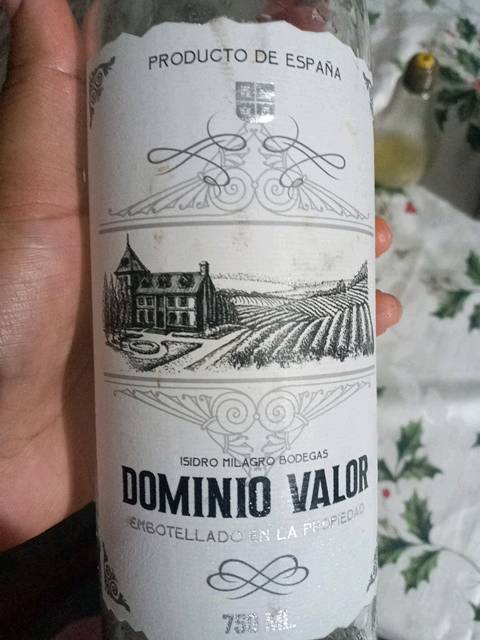 PRODUCTO DE ESPAÑA
ISIDRO MILAGRO BODEGAS
DOMINIO VALOR
EMBOTELLADO EN LA PROPIEDAD
750 ML.